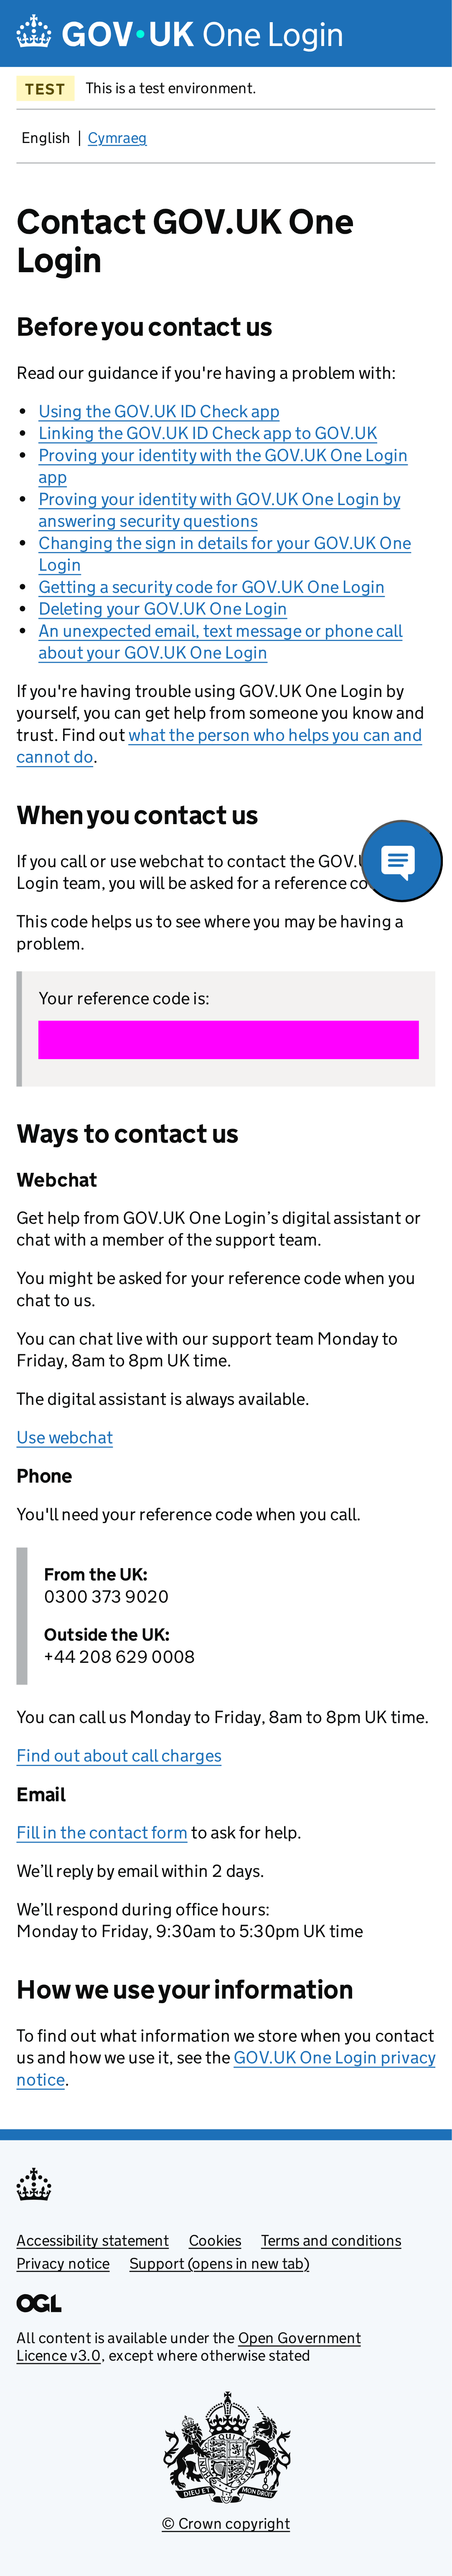 GOV·UK One Login
TEST This is a test environment.
English | Cymraeg
Contact GOV.UK One
Login
Before you contact us
Read our guidance if you're having a problem with:
• Using the GOV.UK ID Check app
• Linking the GOV.UK ID Check app to GOV.UK
• Proving your identity with the GOV.UK One Login
app
• Proving your identity with GOV.UK One Login by
answering security questions
• Changing the sign in details for your GOV.UK One
Login
• Getting a security code for GOV.UK One Login
• Deleting your GOV.UK One Login
• An unexpected email, text message or phone call
about your GOV.UK One Login
If you're having trouble using GOV.UK One Login by
yourself, you can get help from someone you know and
trust. Find out what the person who helps you can and
cannot do.
When you contact us
If you call or use webchat to contact the GOV.
Login team, you will be asked for a reference
This code helps us to see where you may be having a
problem.
Your reference code is:
Ways to contact us
Webchat
Get help from GOV.UK One Login’s digital assistant or
chat with a member of the support team.
You might be asked for your reference code when you
chat to us.
You can chat live with our support team Monday to
Friday, 8am to 8pm UK time.
The digital assistant is always available.
Use webchat
Phone
You'll need your reference code when you call.
From the UK:
0300 373 9020
Outside the UK:
+44 208 629 0008
You can call us Monday to Friday, 8am to 8pm UK time.
Find out about call charges
Email
Fill in the contact form to ask for help.
We’ll reply by email within 2 days.
We’ll respond during office hours:
Monday to Friday, 9:30am to 5:30pm UK time
How we use your information
To find out what information we store when you contact
us and how we use it, see the GOV.UK One Login privacy
notice.
Accessibility statement Cookies Terms and conditions
Privacy notice Support (opens in new tab)
OGL
All content is available under the Open Government
Licence v3.0, except where otherwise stated
DIEU ET MON DROIT
© Crown copyright